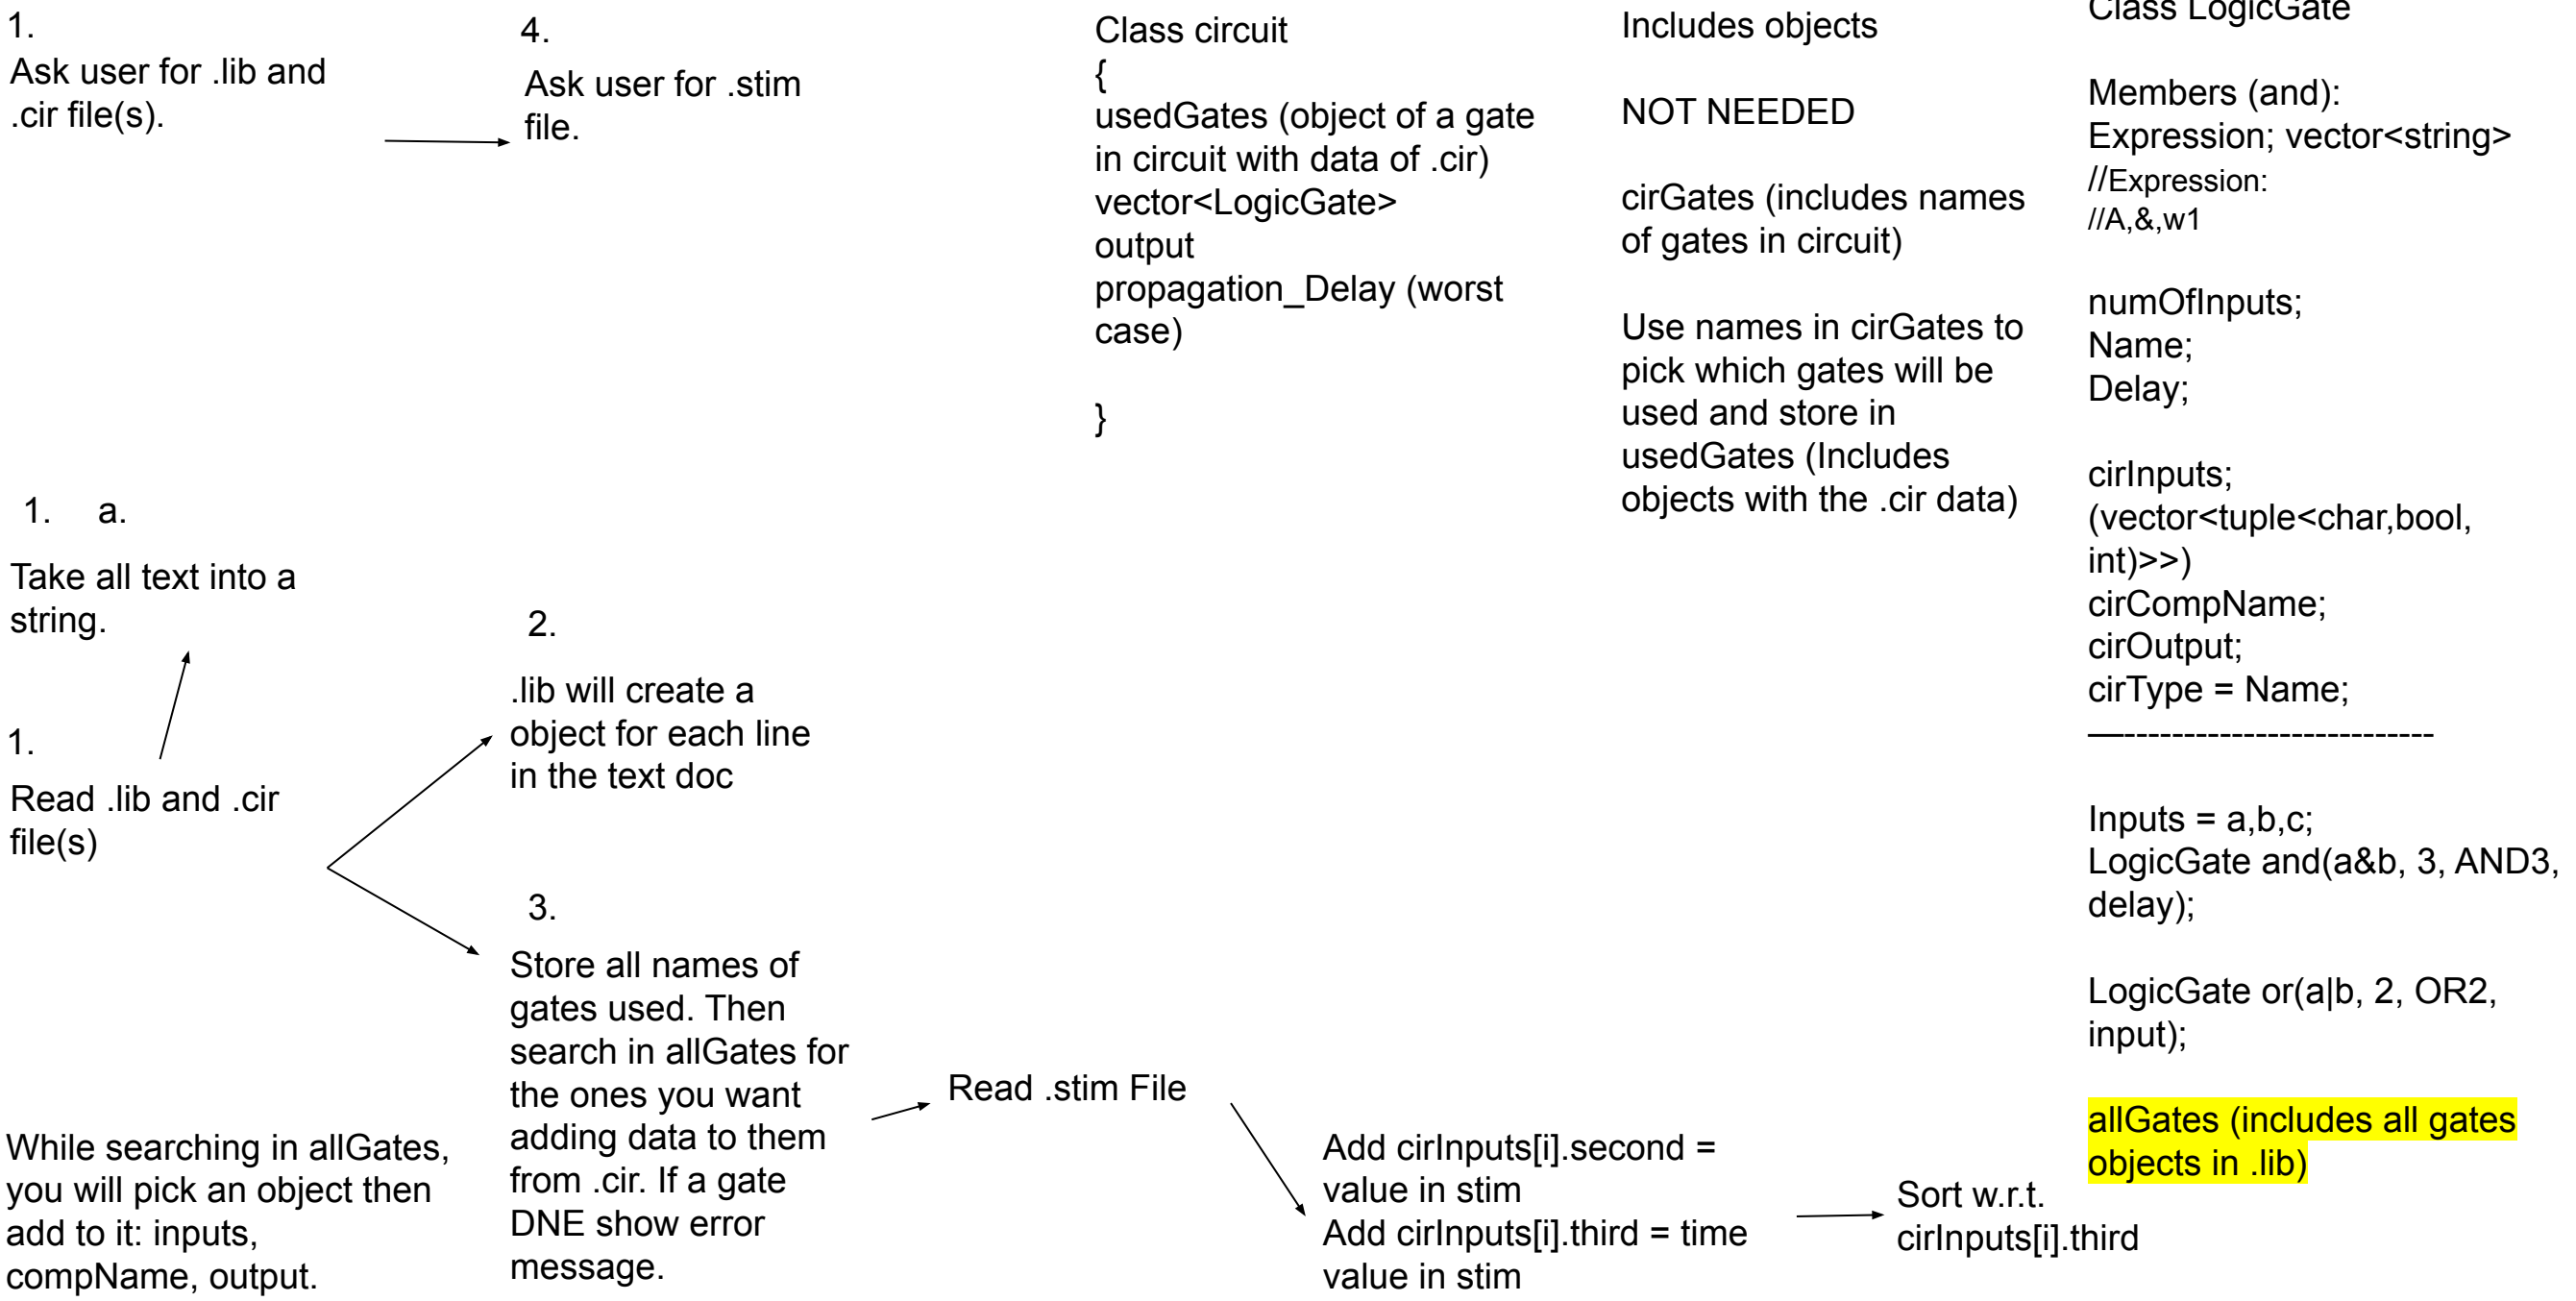 1.
Ask user for .lib and
.cir file(s).
4.
Ask user for .stim
file.
Class circuit
{
usedGates (object of a gate
in circuit with data of .cir)
vector<LogicGate>
output
propagation_Delay (worst
case)
}
Includes objects
NOT NEEDED
cirGates (includes names
of gates in circuit)
Use names in cirGates to
pick which gates will be
used and store in
usedGates (Includes
objects with the .cir data)
Class LogicGate
Members (and):
Expression; vector<string>
//Expression:
//A,&,w1
numOfInputs;
Name;
Delay;
cirInputs;
(vector<tuple<char,bool,
int)>>)
cirCompName;
cirOutput;
cirType = Name;
—--------------------------
Inputs = a,b,c;
LogicGate and(a&b, 3, AND3,
delay);
LogicGate or(a|b, 2, OR2,
input);
allGates (includes all gates
objects in .lib)
1. a.
Take all text into a
string.
1.
Read .lib and .cir
file(s)
2.
.lib will create a
object for each line
in the text doc
3.
Store all names of
gates used. Then
search in allGates for
the ones you want
adding data to them
from .cir. If a gate
DNE show error
message.
While searching in allGates,
you will pick an object then
add to it: inputs,
compName, output.
Read .stim File
Add cirInputs[i].second =
value in stim
Add cirInputs[i].third = time
value in stim
Sort w.r.t.
cirInputs[i].third